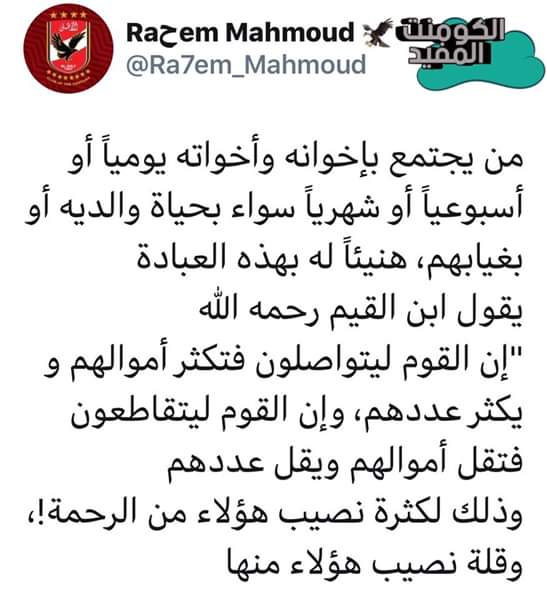 Ra7em Mahmoud
الكومينت
المفيد
@Ra7em_Mahmoud
من يجتمع بإخوانه وأخواته يومياً أو
أسبوعياً أو شهرياً سواء بحياة والديه أو
بغيابهم، هنيئاً له بهذه العبادة
يقول ابن القيم رحمه الله
"إن القوم ليتواصلون فتكثر أموالهم و
يكثر عددهم، وإن القوم ليتقاطعون
فتقل أموالهم ويقل عددهم
وذلك لكثرة نصيب هؤلاء من الرحمة!،
وقلة نصيب هؤلاء منها